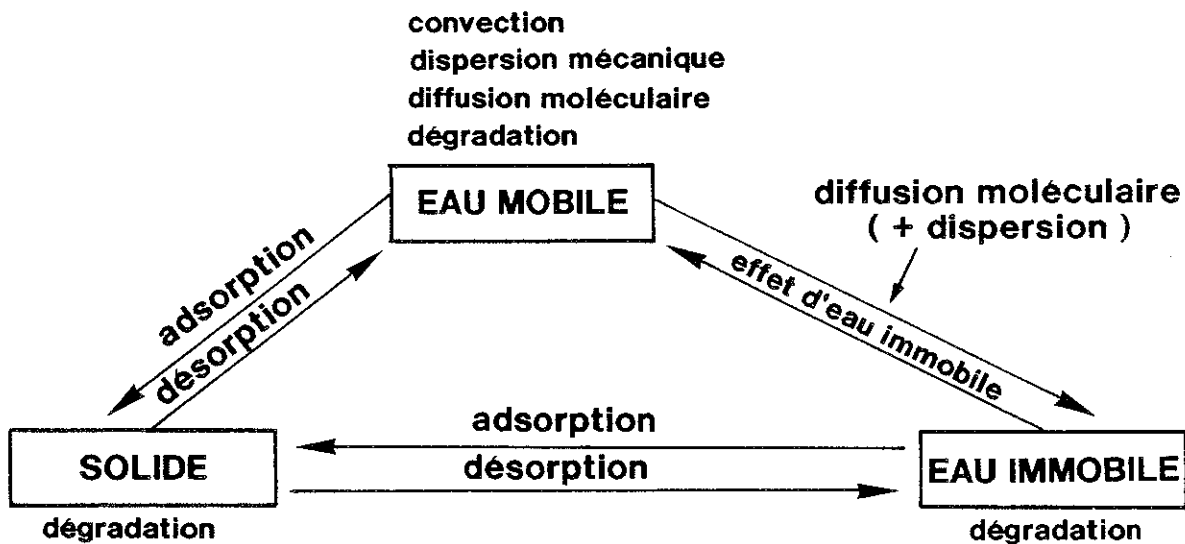 convection
dispersion mécanique
diffusion moléculaire
dégradation
EAU MOBILE
diffusion moléculaire
( + dispersion )
adsorption
désorption
effet d'eau immobile
adsorption
désorption
SOLIDE
EAU IMMOBILE
dégradation
dégradation